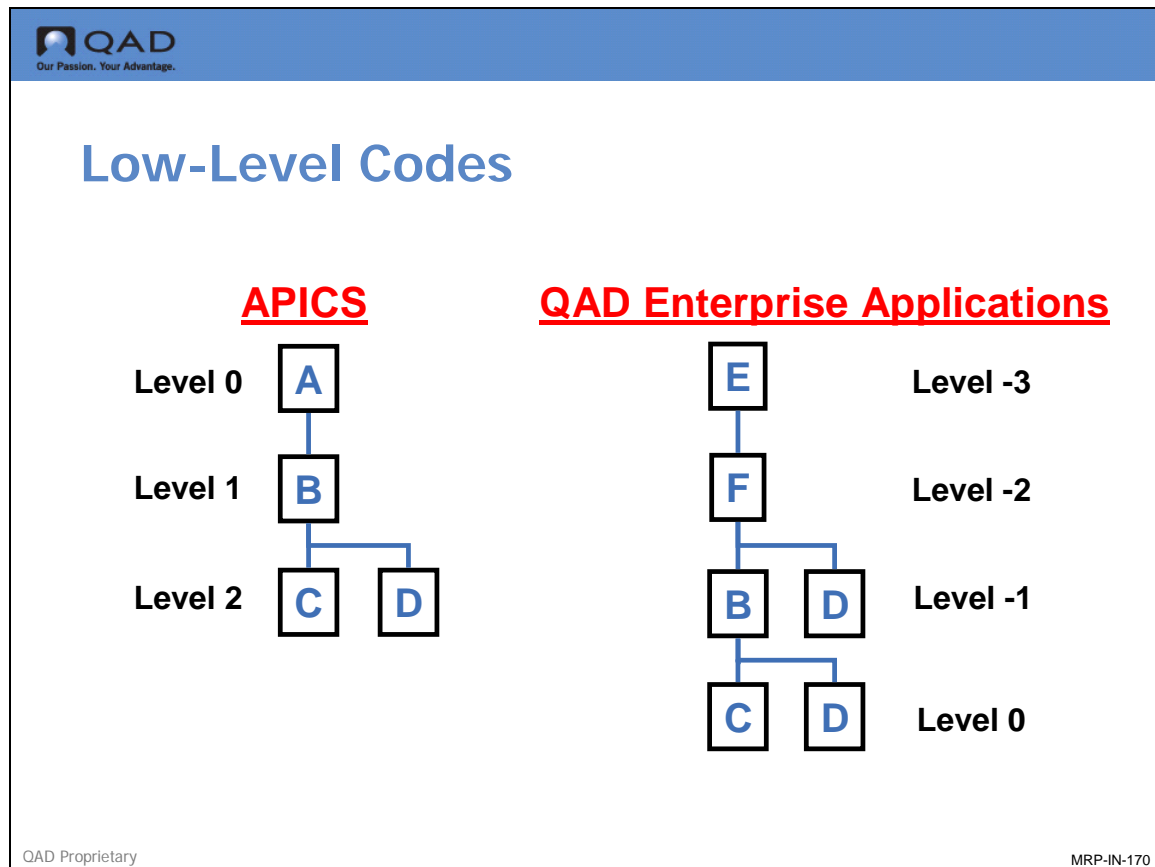 QAD
Our Passion. Your Advantage.
Low-Level Codes
APICS
Level 0 A
Level 1 B
Level 2 C D
QAD Enterprise Applications
E Level -3
F Level -2
B D Level -1
C D Level 0
QAD Proprietary
MRP-IN-170